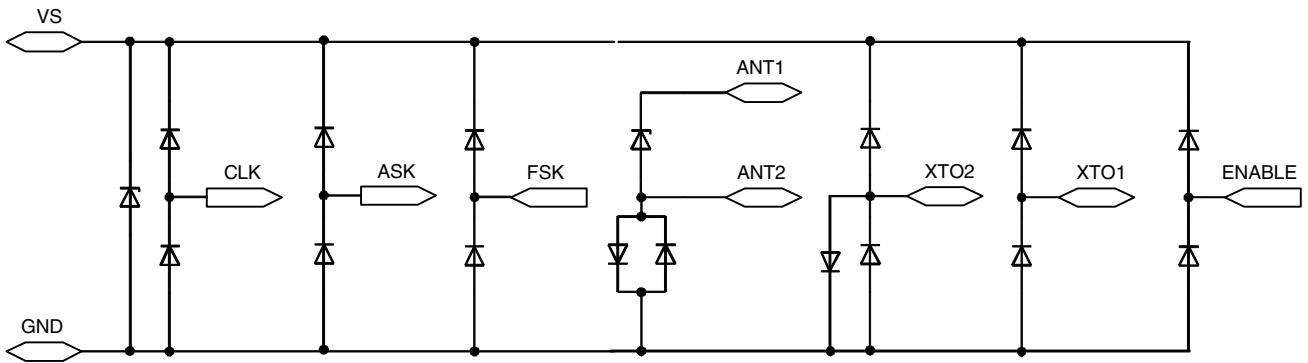 VS
ANT1
CLK
ASK
FSK
ANT2
XTO2
XTO1
ENABLE
GND